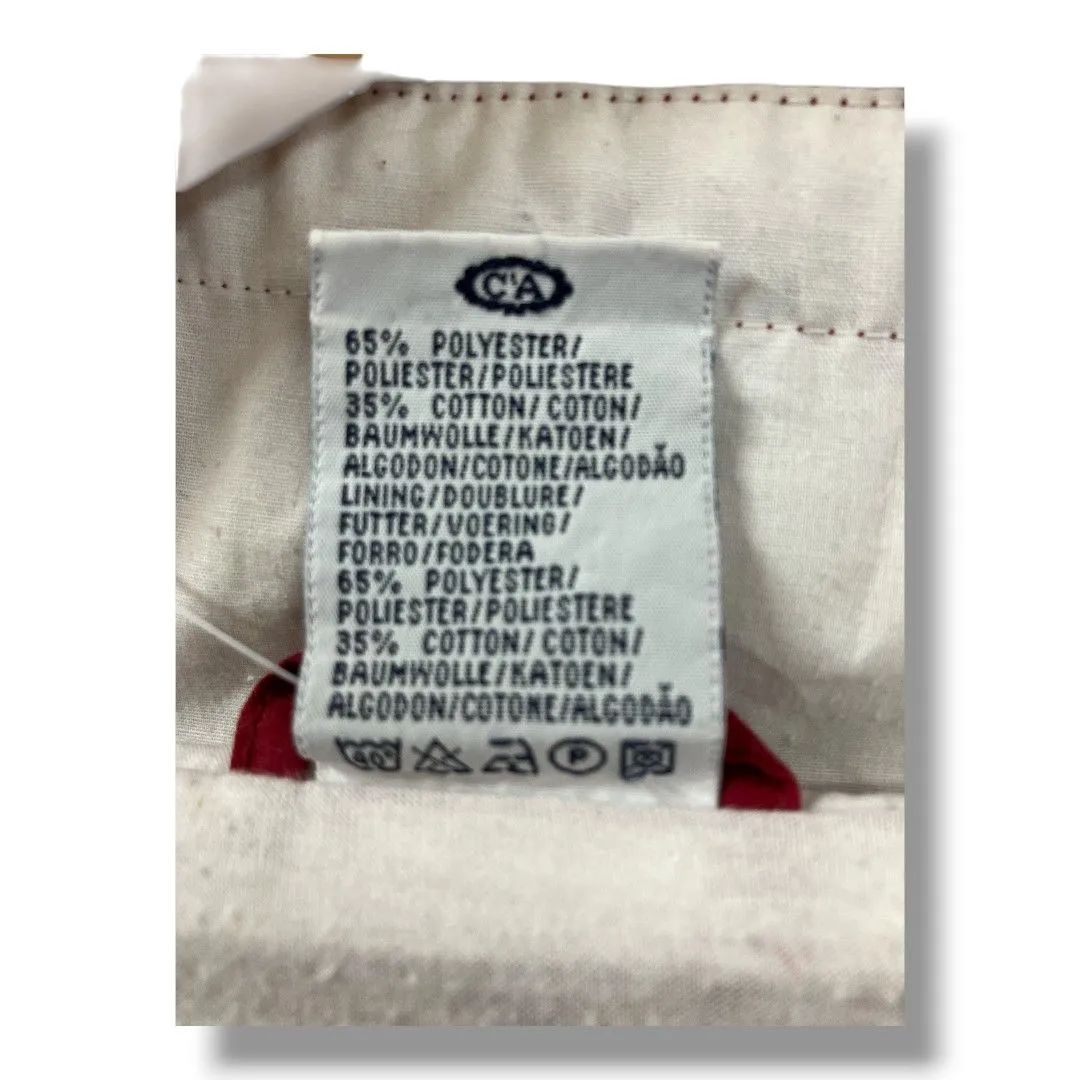 C&A
65% POLYESTER/
POLIESTER/POLIESTERE
35% COTTON/COTON/
BAUMWOLLE/KATOEN/
ALGODON/COTONE/ALGODÃO
LINING/DOUBLURE/
FUTTER/VOERING/
FORRO/FODERA
65% POLYESTER/
POLIESTER/POLIESTERE
35% COTTON/COTON/
BAUMWOLLE/KATOEN/
ALGODON/COTONE/ALGODÃO
40 P